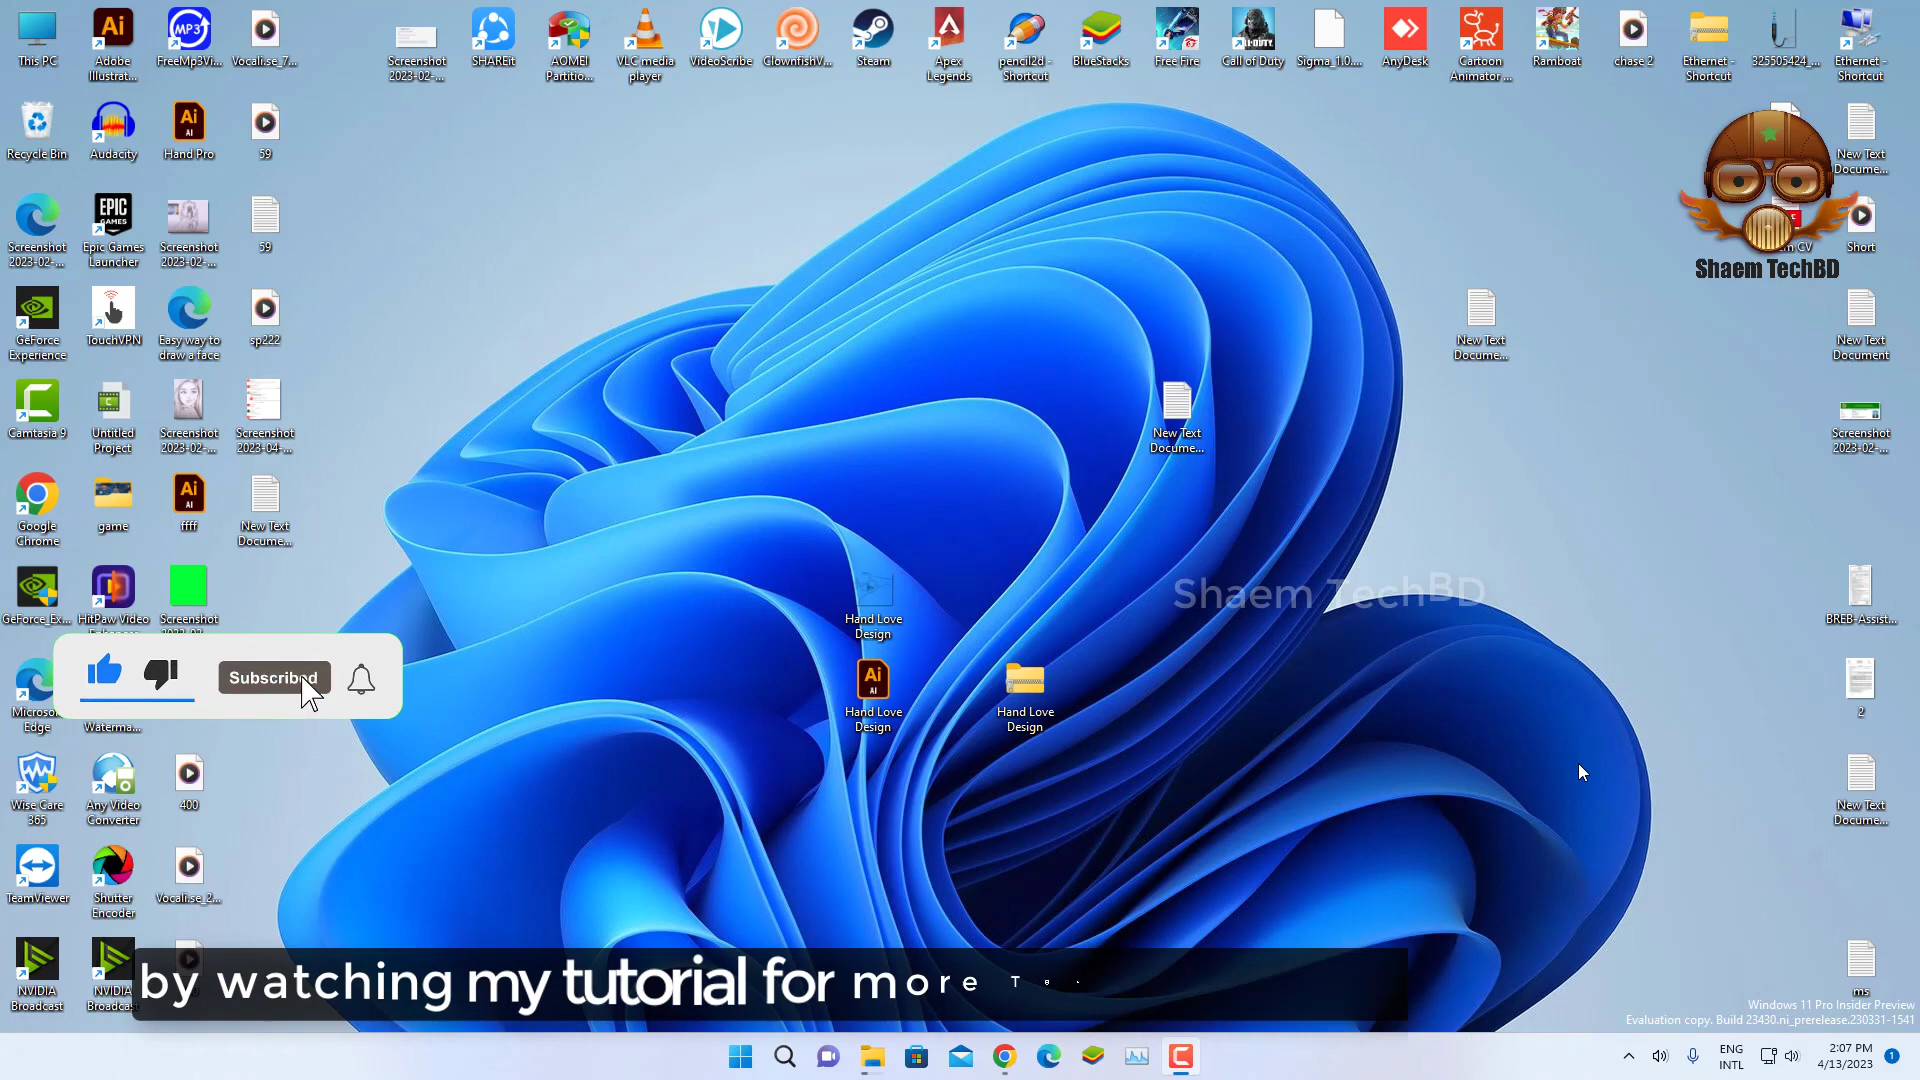 This PC
Adobe Illustrat...
FreeMp3Vi...
Vocali.se_7...
Screenshot 2023-02-...
SHAREit
AOMEI Partitio...
VLC media player
VideoScribe
ClownfishV...
Steam
Apex Legends
pencil2d - Shortcut
BlueStacks
Free Fire
Call of Duty
Sigma_1.0....
AnyDesk
Cartoon Animator ...
Ramboat
chase 2
Ethernet - Shortcut
325505424_...
Ethernet - Shortcut
Recycle Bin
Audacity
Hand Pro
59
New Text Docume...
Screenshot 2023-02-...
Epic Games Launcher
Screenshot 2023-02-...
59
CV
Short
Shaem TechBD
GeForce Experience
TouchVPN
Easy way to draw a face
sp222
New Text Docume...
New Text Document
Camtasia 9
Untitled Project
Screenshot 2023-02-...
Screenshot 2023-04-...
New Text Docume...
Screenshot 2023-02-...
Google Chrome
game
ffff
New Text Docume...
GeForce_Ex...
HitPaw Video
Screenshot
Hand Love Design
Shaem TechBD
BREB-Assist...
Subscribed
Edge
Waterma...
Hand Love Design
Hand Love Design
2
Wise Care 365
Any Video Converter
400
New Text Docume...
TeamViewer
Shutter Encoder
Vocali.se_2...
NVIDIA Broadcast
NVIDIA
ms
by watching my tutorial for more
Windows 11 Pro Insider Preview
Evaluation copy. Build 23430.ni_prerelease.230331-1541
ENG
INTL
2:07 PM
4/13/2023
1